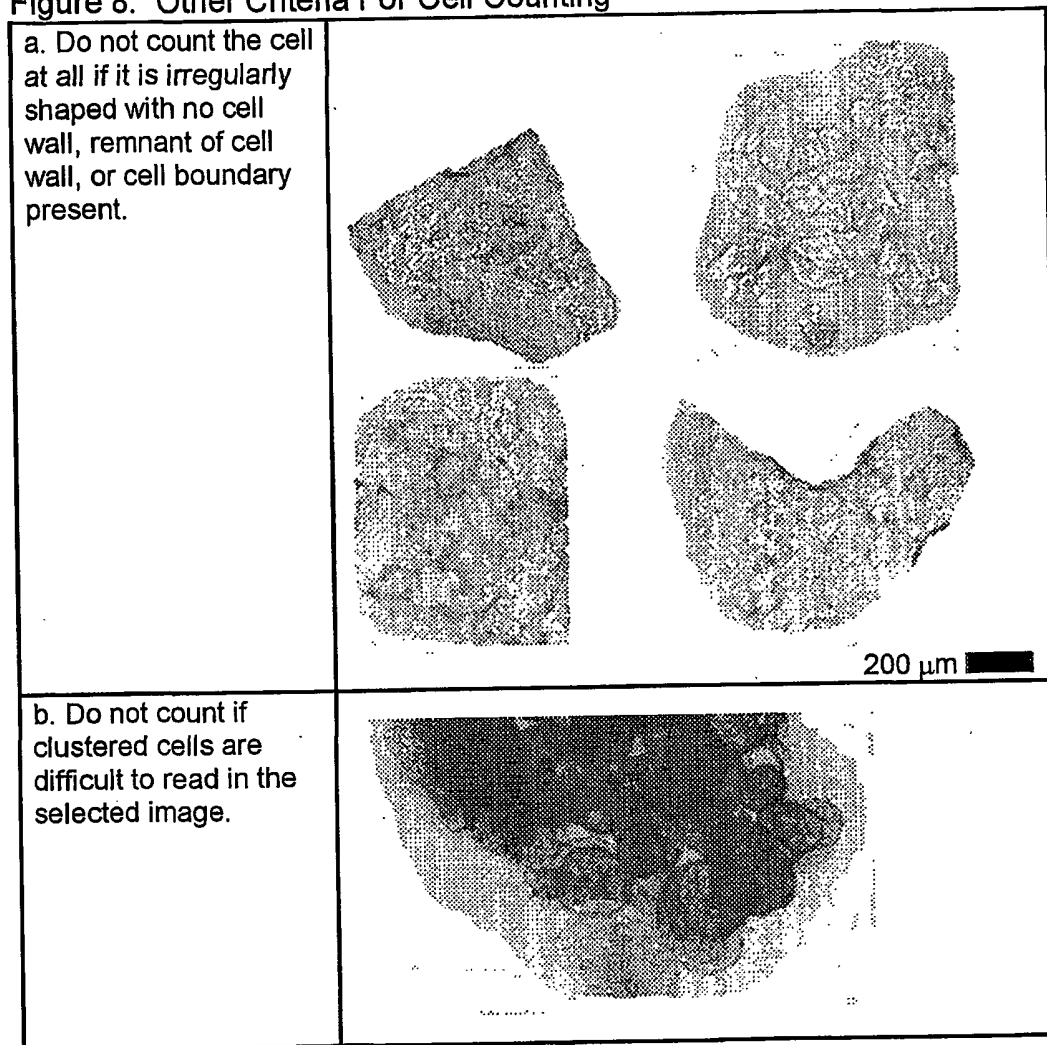 Figure 8. Other Criteria For Cell Counting
a. Do not count the cell
at all if it is irregularly
shaped with no cell
wall, remnant of cell
wall, or cell boundary
present.
200 µm
b. Do not count if
clustered cells are
difficult to read in the
selected image.